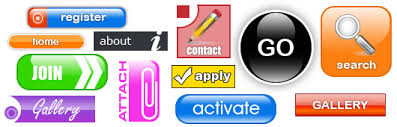 register
home
about i
JOIN
Gallery
ATTACH
contact
apply
activate
GO
search
GALLERY